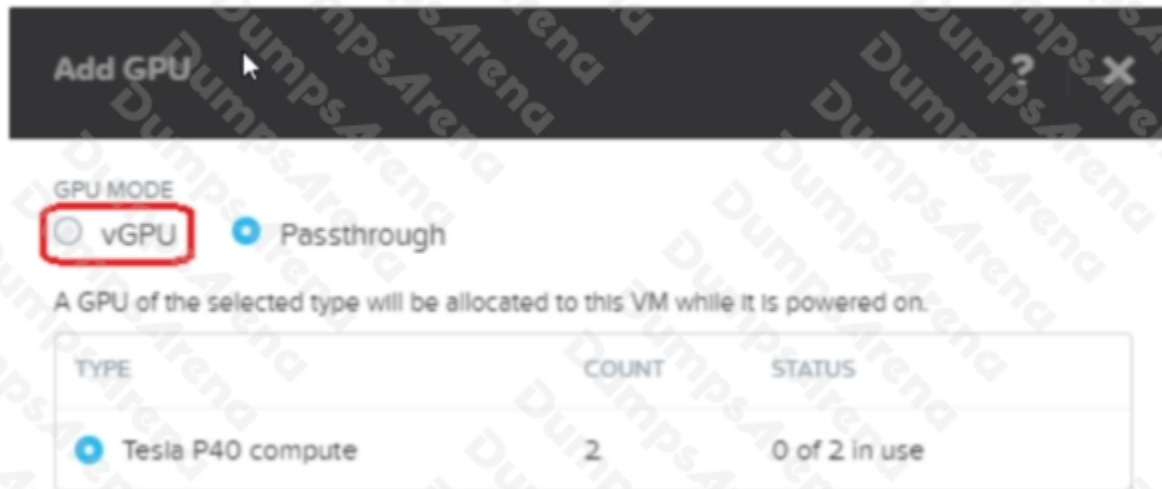 Add GPU ?
GPU MODE
vGPU Passthrough
A GPU of the selected type will be allocated to this VM while it is powered on.
TYPE COUNT STATUS
Tesla P40 compute 2 0 of 2 in use
DumpsArena